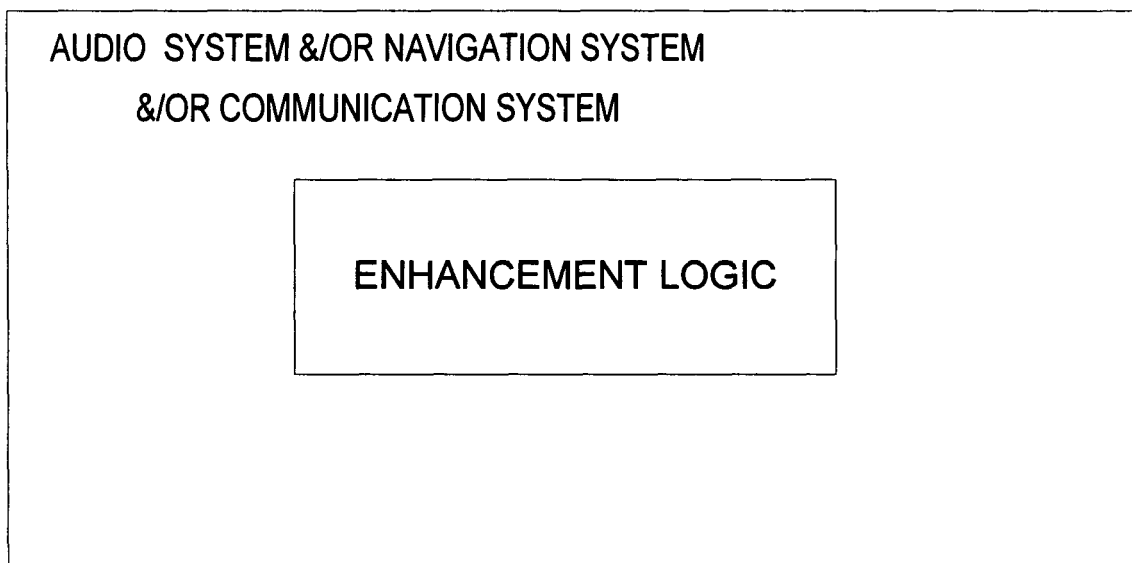 AUDIO SYSTEM &/OR NAVIGATION SYSTEM
&/OR COMMUNICATION SYSTEM
ENHANCEMENT LOGIC